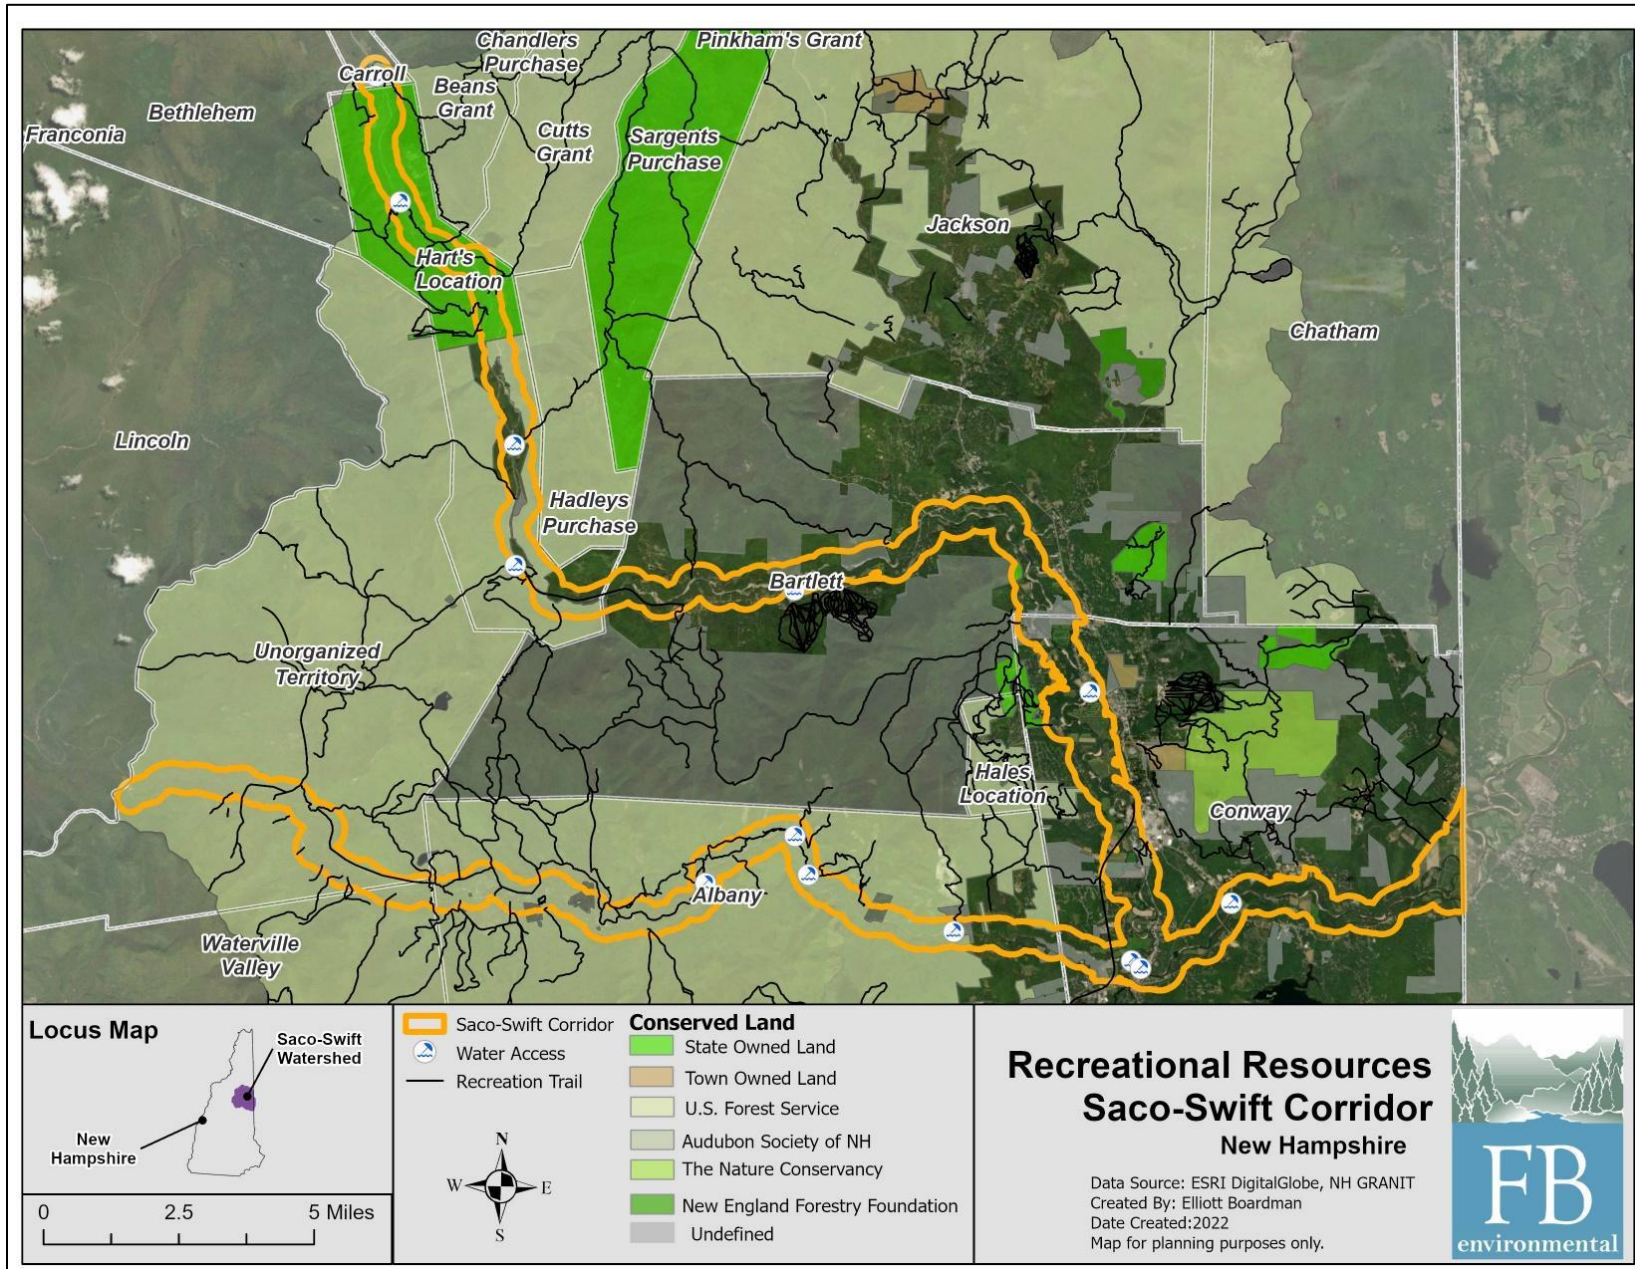 Chandlers
Purchase
Pinkham's Grant
Carroll
Beans
Grant
Bethlehem
Franconia
Cutts
Grant
Sargents
Purchase
Jackson
Hart's
Location
Chatham
Lincoln
Hadleys
Purchase
Bartlett
Unorganized
Territory
Hales
Location
Conway
Albany
Waterville
Valley
Locus Map
Saco-Swift
Watershed
New
Hampshire
0 2.5 5 Miles
Saco-Swift Corridor
Water Access
Recreation Trail
N
W E
S
Conserved Land
State Owned Land
Town Owned Land
U.S. Forest Service
Audubon Society of NH
The Nature Conservancy
New England Forestry Foundation
Undefined
Recreational Resources
Saco-Swift Corridor
New Hampshire
Data Source: ESRI DigitalGlobe, NH GRANIT
Created By: Elliott Boardman
Date Created:2022
Map for planning purposes only.
FB
environmental